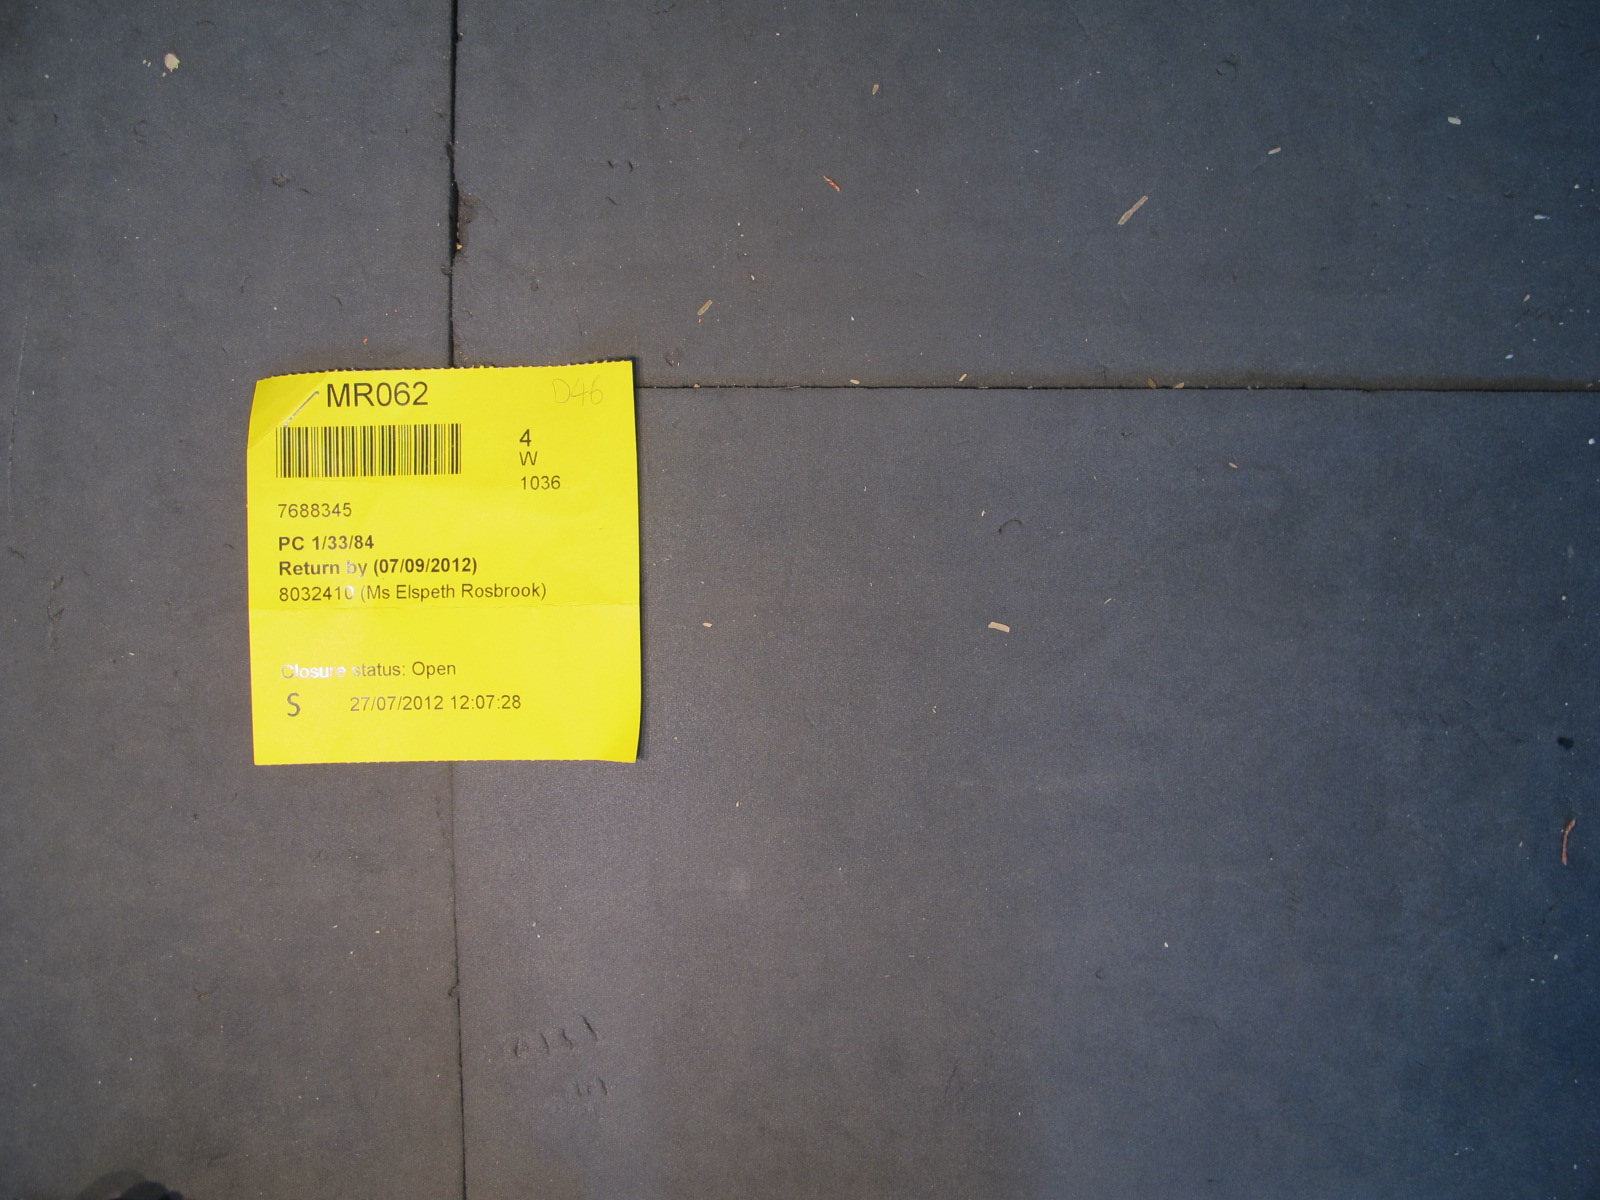 MR062 D46
4
W
1036
7688345
PC 1/33/84
Return by (07/09/2012)
8032410 (Ms Elspeth Rosbrook)
Closure status: Open
S 27/07/2012 12:07:28